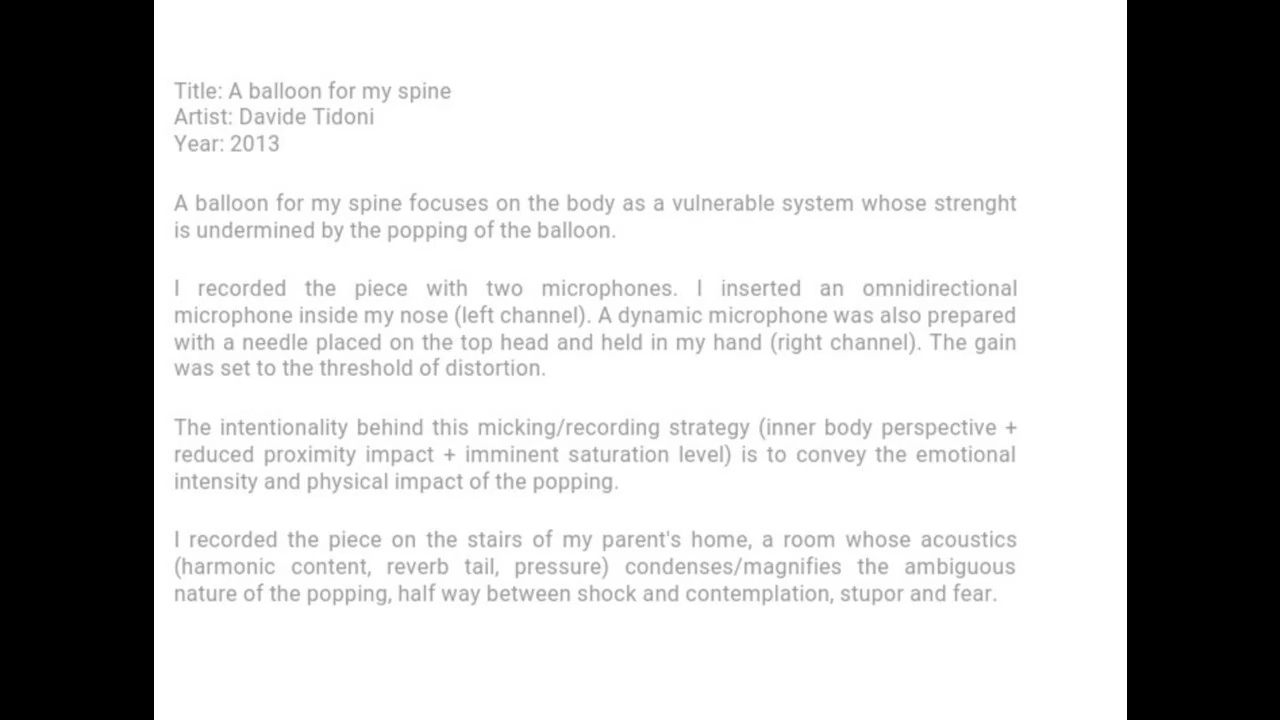 Title: A balloon for my spine
Artist: Davide Tidoni
Year: 2013
A balloon for my spine focuses on the body as a vulnerable system whose strenght
is undermined by the popping of the balloon.
I recorded the piece with two microphones. I inserted an omnidirectional
microphone inside my nose (left channel). A dynamic microphone was also prepared
with a needle placed on the top head and held in my hand (right channel). The gain
was set to the threshold of distortion.
The intentionality behind this micking/recording strategy (inner body perspective +
reduced proximity impact + imminent saturation level) is to convey the emotional
intensity and physical impact of the popping.
I recorded the piece on the stairs of my parent's home, a room whose acoustics
(harmonic content, reverb tail, pressure) condenses/magnifies the ambiguous
nature of the popping, half way between shock and contemplation, stupor and fear.